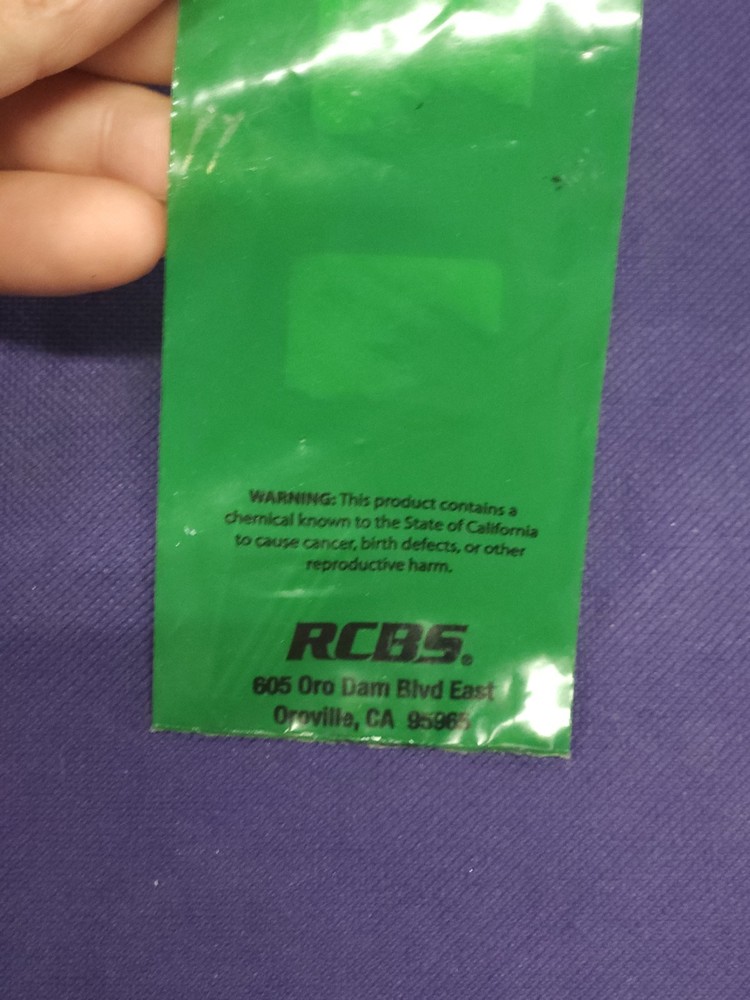 WARNING: This product contains a
chemical known to the State of California
to cause cancer, birth defects, or other
reproductive harm.
RCBS®
605 Oro Dam Blvd East
Oroville, CA 95965